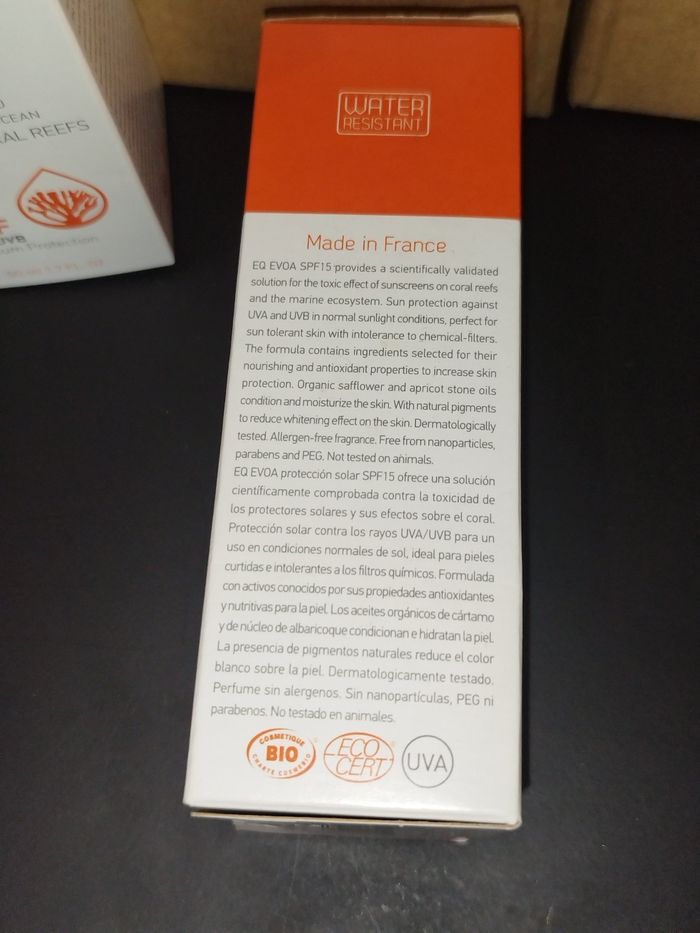 CEAN
AL REEFS
UVB
um Protection
WATER
RESISTANT
Made in France
EQ EVOA SPF15 provides a scientifically validated
solution for the toxic effect of sunscreens on coral reefs
and the marine ecosystem. Sun protection against
UVA and UVB in normal sunlight conditions, perfect for
sun tolerant skin with intolerance to chemical-filters.
The formula contains ingredients selected for their
nourishing and antioxidant properties to increase skin
protection. Organic safflower and apricot stone oils
condition and moisturize the skin. With natural pigments
to reduce whitening effect on the skin. Dermatologically
tested. Allergen-free fragrance. Free from nanoparticles,
parabens and PEG. Not tested on animals.
EQ EVOA protección solar SPF15 ofrece una solución
científicamente comprobada contra la toxicidad de
los protectores solares y sus efectos sobre el coral.
Protección solar contra los rayos UVA/UVB para un
uso en condiciones normales de sol, ideal para pieles
curtidas e intolerantes a los filtros químicos. Formulada
con activos conocidos por sus propiedades antioxidantes
y nutritivas para la piel. Los aceites orgánicos de cártamo
y de núcleo de albaricoque condicionan e hidratan la piel.
La presencia de pigmentos naturales reduce el color
blanco sobre la piel. Dermatologicamente testado.
Perfume sin alergenos. Sin nanopartículas, PEG ni
parabenos. No testado en animales.
COSMETIQUE
BIO
CHARTE COSMEBIO
ECO
CERT
UVA